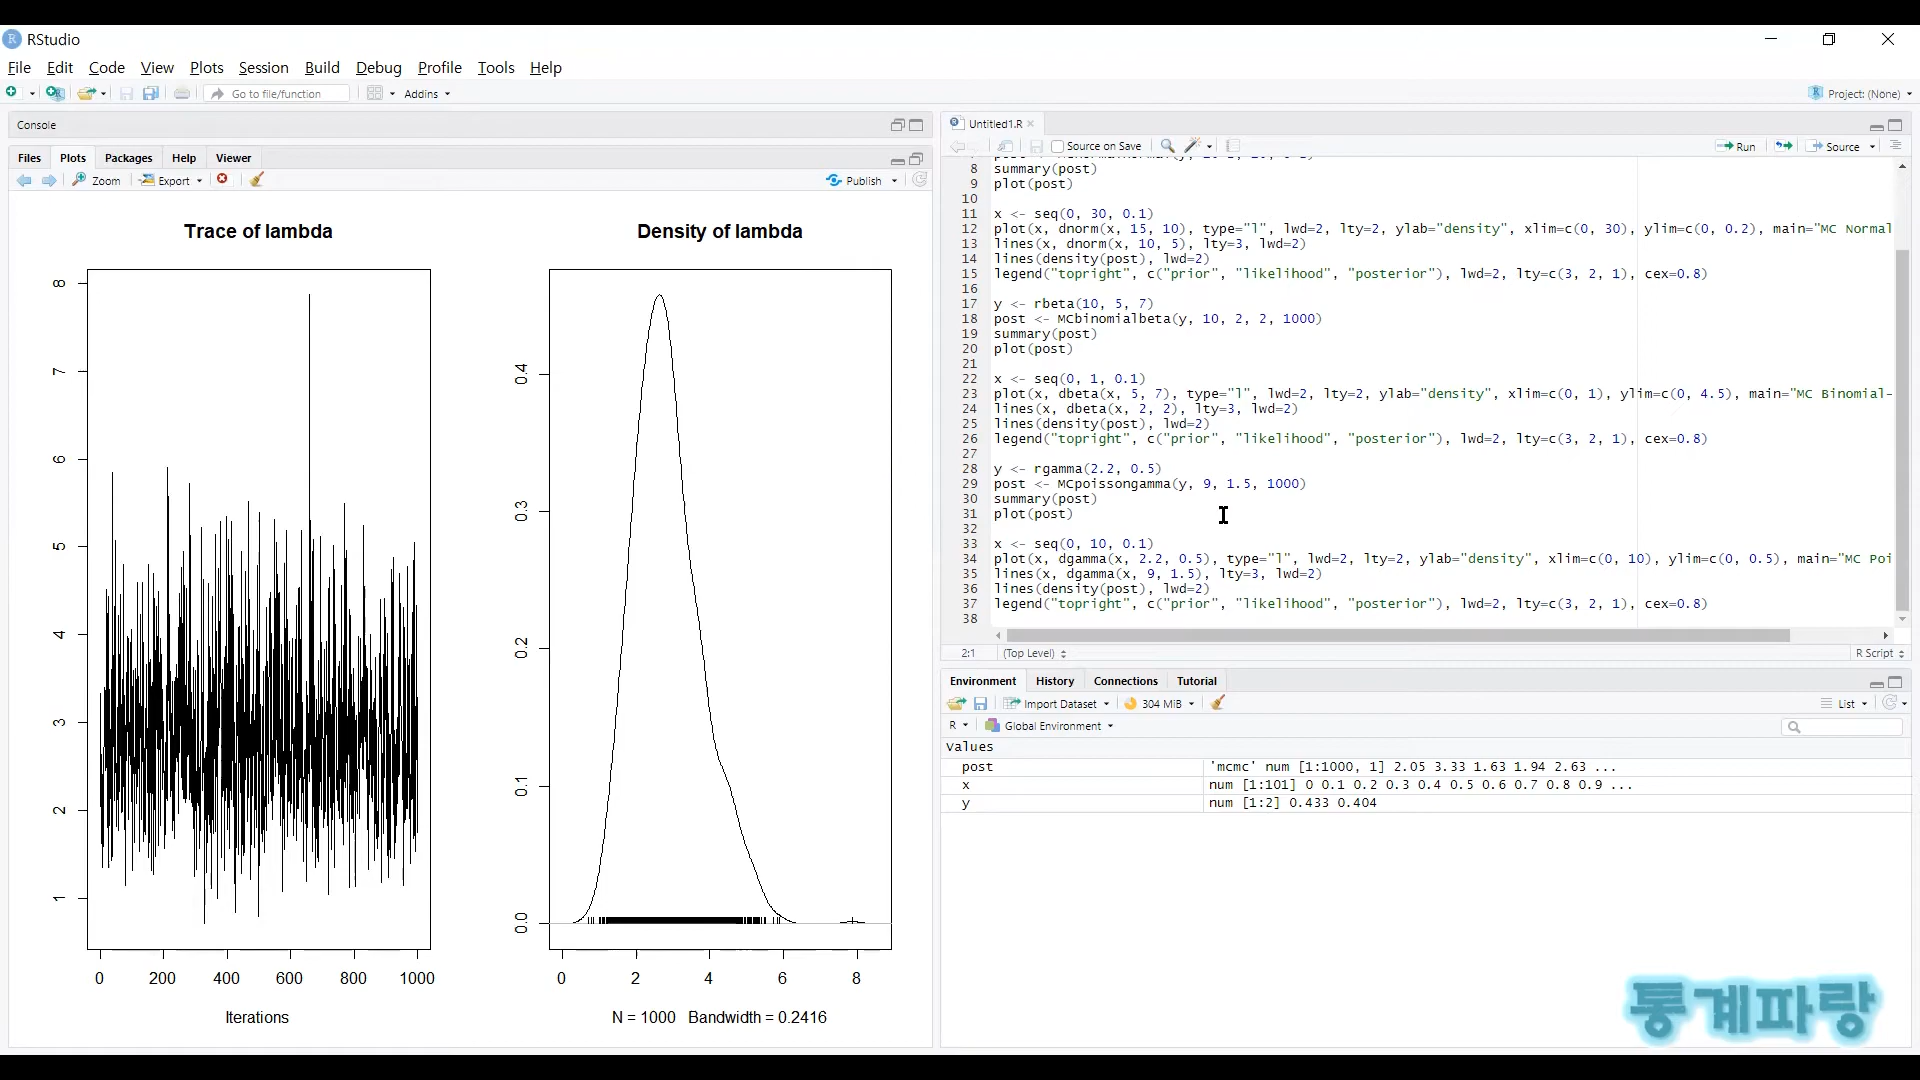 RStudio
File Edit Code View Plots Session Build Debug Profile Tools Help
Go to file/function Addins Project: (None)
Console
Files Plots Packages Help Viewer
Zoom Export Publish
Trace of lambda
8
7
6
5
4
3
2
1
0 200 400 600 800 1000
Iterations
Density of lambda
0.4
0.3
0.2
0.1
0.0
0 2 4 6 8
N = 1000 Bandwidth = 0.2416
Untitled1.R
Source on Save Run Source
8 summary(post)
9 plot(post)
10
11 x <- seq(0, 30, 0.1)
12 plot(x, dnorm(x, 15, 10), type="l", lwd=2, lty=2, ylab="density", xlim=c(0, 30), ylim=c(0, 0.2), main="MC Normal
13 lines(x, dnorm(x, 10, 5), lty=3, lwd=2)
14 lines(density(post), lwd=2)
15 legend("topright", c("prior", "likelihood", "posterior"), lwd=2, lty=c(3, 2, 1), cex=0.8)
16
17 y <- rbeta(10, 5, 7)
18 post <- MCbinomialbeta(y, 10, 2, 2, 1000)
19 summary(post)
20 plot(post)
21
22 x <- seq(0, 1, 0.1)
23 plot(x, dbeta(x, 5, 7), type="l", lwd=2, lty=2, ylab="density", xlim=c(0, 1), ylim=c(0, 4.5), main="MC Binomial-
24 lines(x, dbeta(x, 2, 2), lty=3, lwd=2)
25 lines(density(post), lwd=2)
26 legend("topright", c("prior", "likelihood", "posterior"), lwd=2, lty=c(3, 2, 1), cex=0.8)
27
28 y <- rgamma(2.2, 0.5)
29 post <- MCpoissongamma(y, 9, 1.5, 1000)
30 summary(post)
31 plot(post)
32
33 x <- seq(0, 10, 0.1)
34 plot(x, dgamma(x, 2.2, 0.5), type="l", lwd=2, lty=2, ylab="density", xlim=c(0, 10), ylim=c(0, 0.5), main="MC Poi
35 lines(x, dgamma(x, 9, 1.5), lty=3, lwd=2)
36 lines(density(post), lwd=2)
37 legend("topright", c("prior", "likelihood", "posterior"), lwd=2, lty=c(3, 2, 1), cex=0.8)
38
2:1 (Top Level) R Script
Environment History Connections Tutorial
Import Dataset 304 MiB List
R Global Environment
Values
post 'mcmc' num [1:1000, 1] 2.05 3.33 1.63 1.94 2.63 ...
x num [1:101] 0 0.1 0.2 0.3 0.4 0.5 0.6 0.7 0.8 0.9 ...
y num [1:2] 0.433 0.404
통계파랑